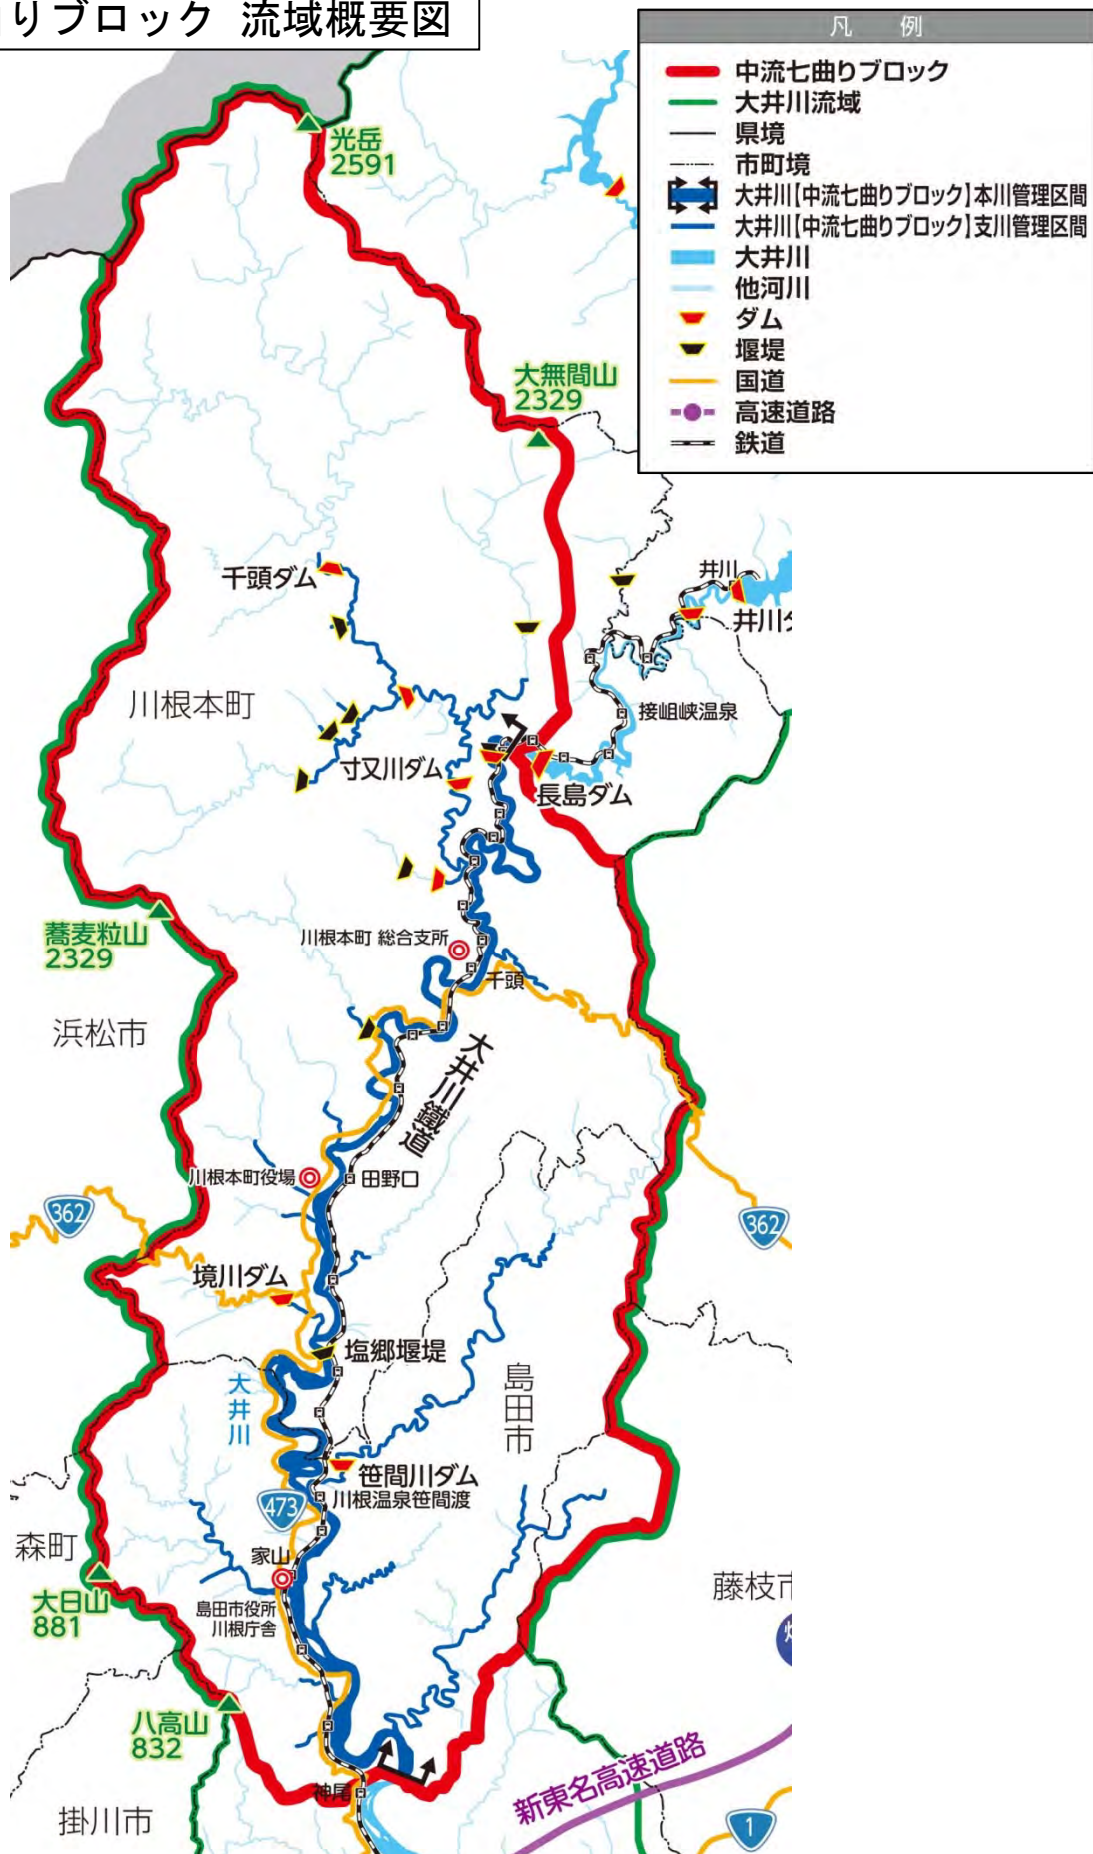 りブロック 流域概要図
凡 例
中流七曲りブロック
大井川流域
県境
市町境
大井川【中流七曲りブロック】本川管理区間
大井川【中流七曲りブロック】支川管理区間
大井川
他河川
ダム
堰堤
国道
高速道路
鉄道
光岳
2591
大無間山
2329
千頭ダム
井川
井川ダ
川根本町
接岨峡温泉
寸又川ダム
長島ダム
蕎麦粒山
2329
川根本町 総合支所
千頭
浜松市
大井川鐵道
川根本町役場
田野口
362
362
境川ダム
塩郷堰堤
大井川
島田市
笹間川ダム
川根温泉笹間渡
473
森町
家山
大日山
881
島田市役所
川根庁舎
藤枝市
八高山
832
神尾
新東名高速道路
掛川市
1